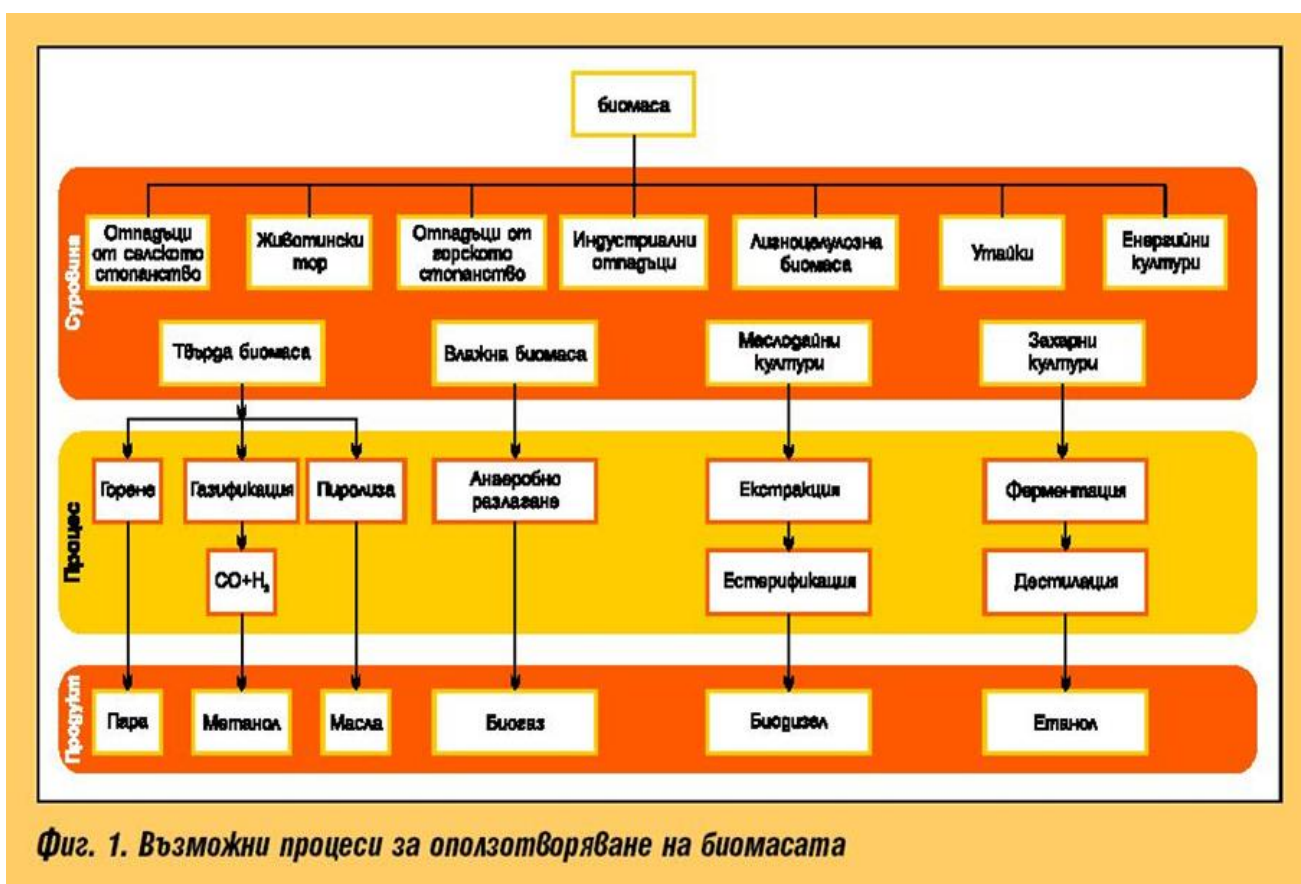 биомаса
Суровина
Отпадъци
от селското
стопанство
Животински
тор
Отпадъци от
горското
стопанство
Индустриални
отпадъци
Лигноцелулозна
биомаса
Утайки
Енергийни
култури
Твърда биомаса
Влажна биомаса
Маслодайни
култури
Захарни
култури
Процес
Горене
Газификация
Пиролиза
Анаеробно
разлагане
Екстракция
Ферментация
CO+H₂
Естерификация
Дестилация
Продукт
Пара
Метанол
Масла
Биогаз
Биодизел
Етанол
Фиг. 1. Възможни процеси за оползотворяване на биомасата